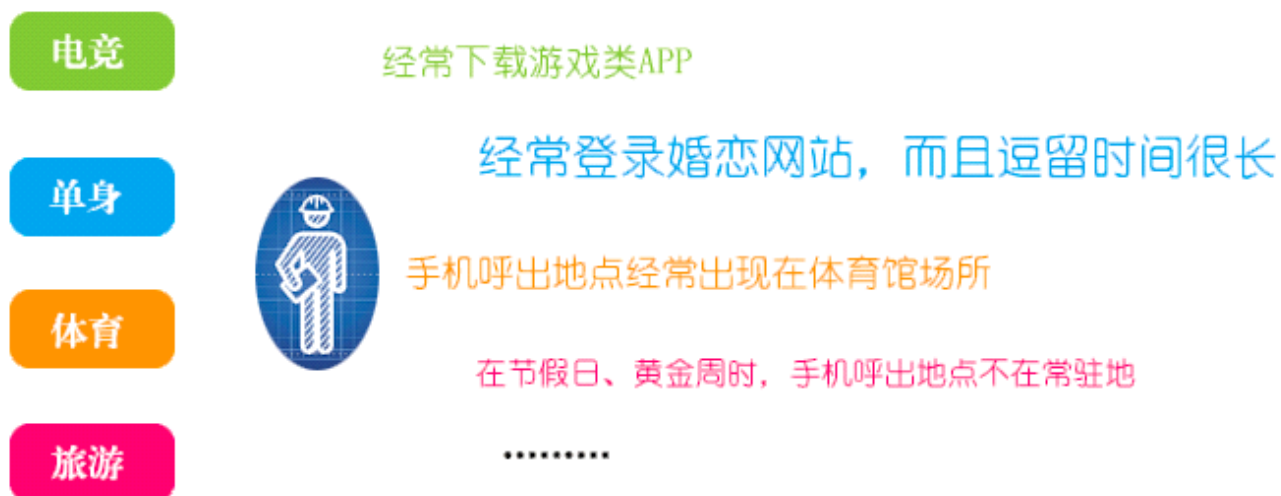 电竞
经常下载游戏类APP
经常登录婚恋网站，而且逗留时间很长
单身
手机呼出地点经常出现在体育馆场所
体育
在节假日、黄金周时，手机呼出地点不在常驻地
旅游
·········